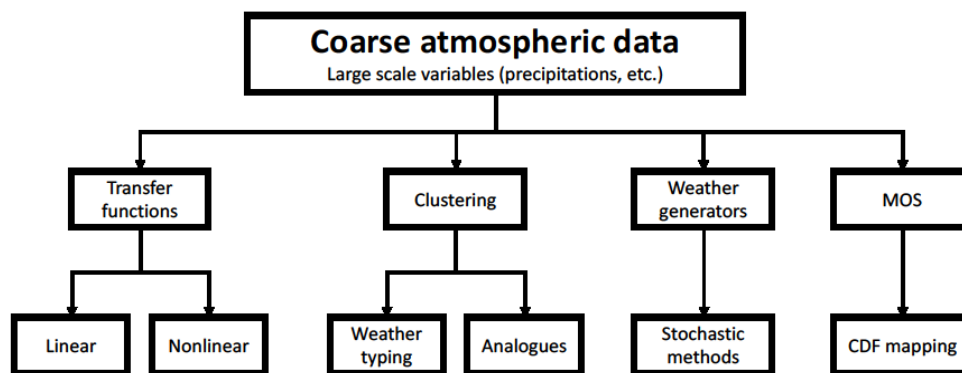 Coarse atmospheric data
Large scale variables (precipitations, etc.)
Transfer
functions
Clustering
Weather
generators
MOS
Linear
Nonlinear
Weather
typing
Analogues
Stochastic
methods
CDF mapping